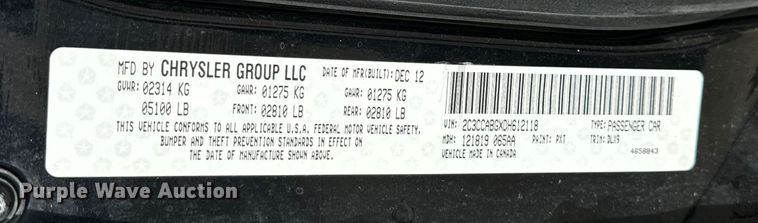 MFD BY CHRYSLER GROUP LLC DATE OF MFR(BUILT): DEC 12
GVWR: 02314 KG GAWR: 01275 KG GAWR: 01275 KG
05100 LB FRONT: 02810 LB REAR: 02810 LB
THIS VEHICLE CONFORMS TO ALL APPLICABLE U.S.A. FEDERAL MOTOR VEHICLE SAFETY,
BUMPER AND THEFT PREVENTION STANDARDS IN EFFECT ON
THE DATE OF MANUFACTURE SHOWN ABOVE.
VIN: 2C3CCABGXDH612118 TYPE: PASSENGER CAR
MDH: 121819 065AA PAINT: PXT TRIM: DLX9
VEHICLE MADE IN CANADA 4658843
Purple Wave Auction